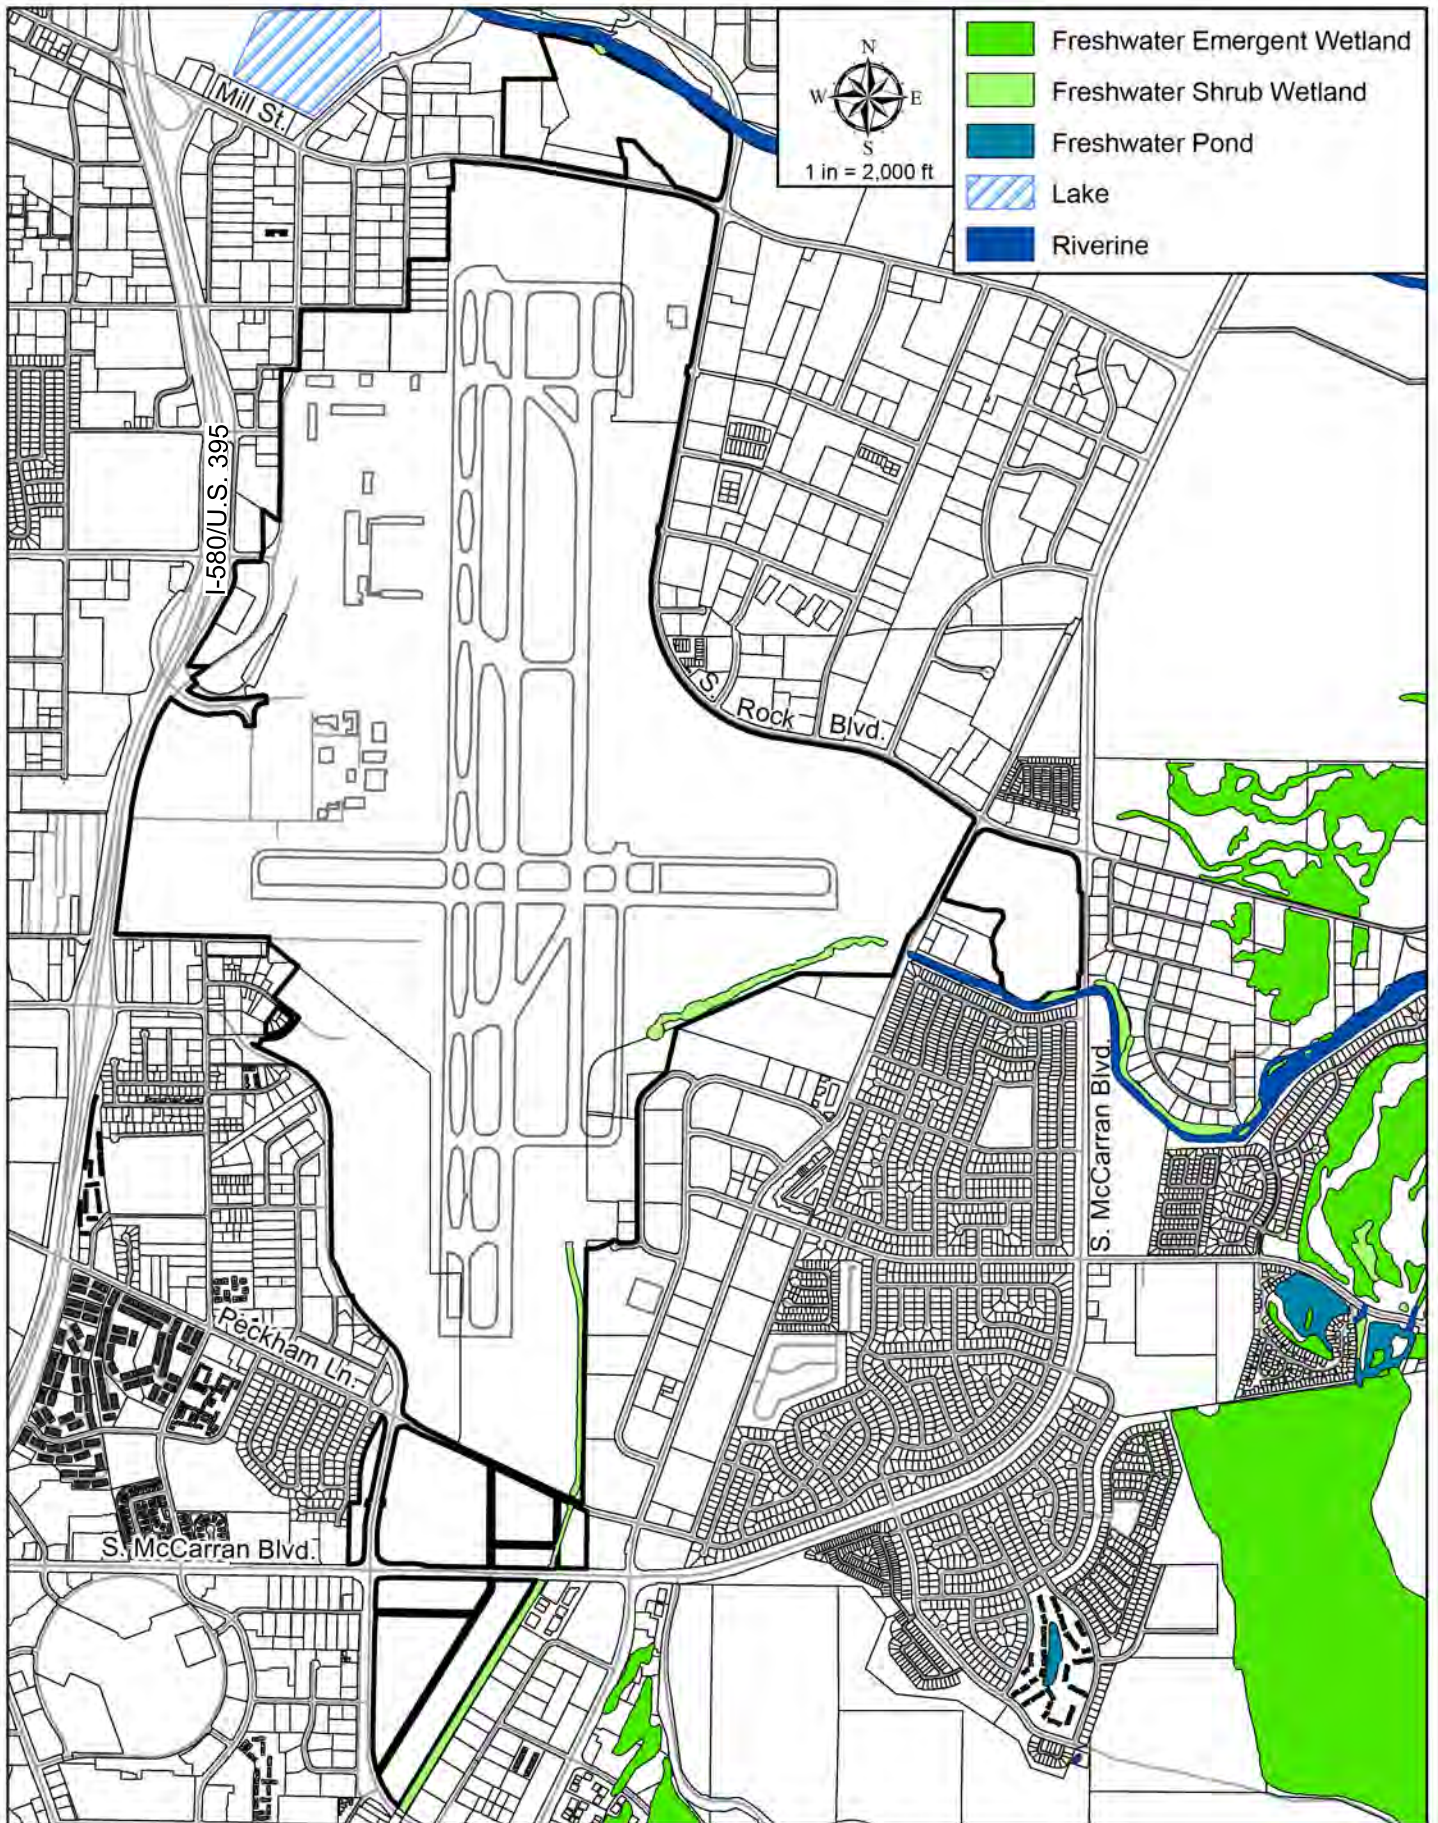 N
W E
S
1 in = 2,000 ft
Freshwater Emergent Wetland
Freshwater Shrub Wetland
Freshwater Pond
Lake
Riverine
Mill St.
I-580/U.S. 395
S. Rock Blvd.
S. McCarran Blvd.
Peckham Ln.
S. McCarran Blvd.